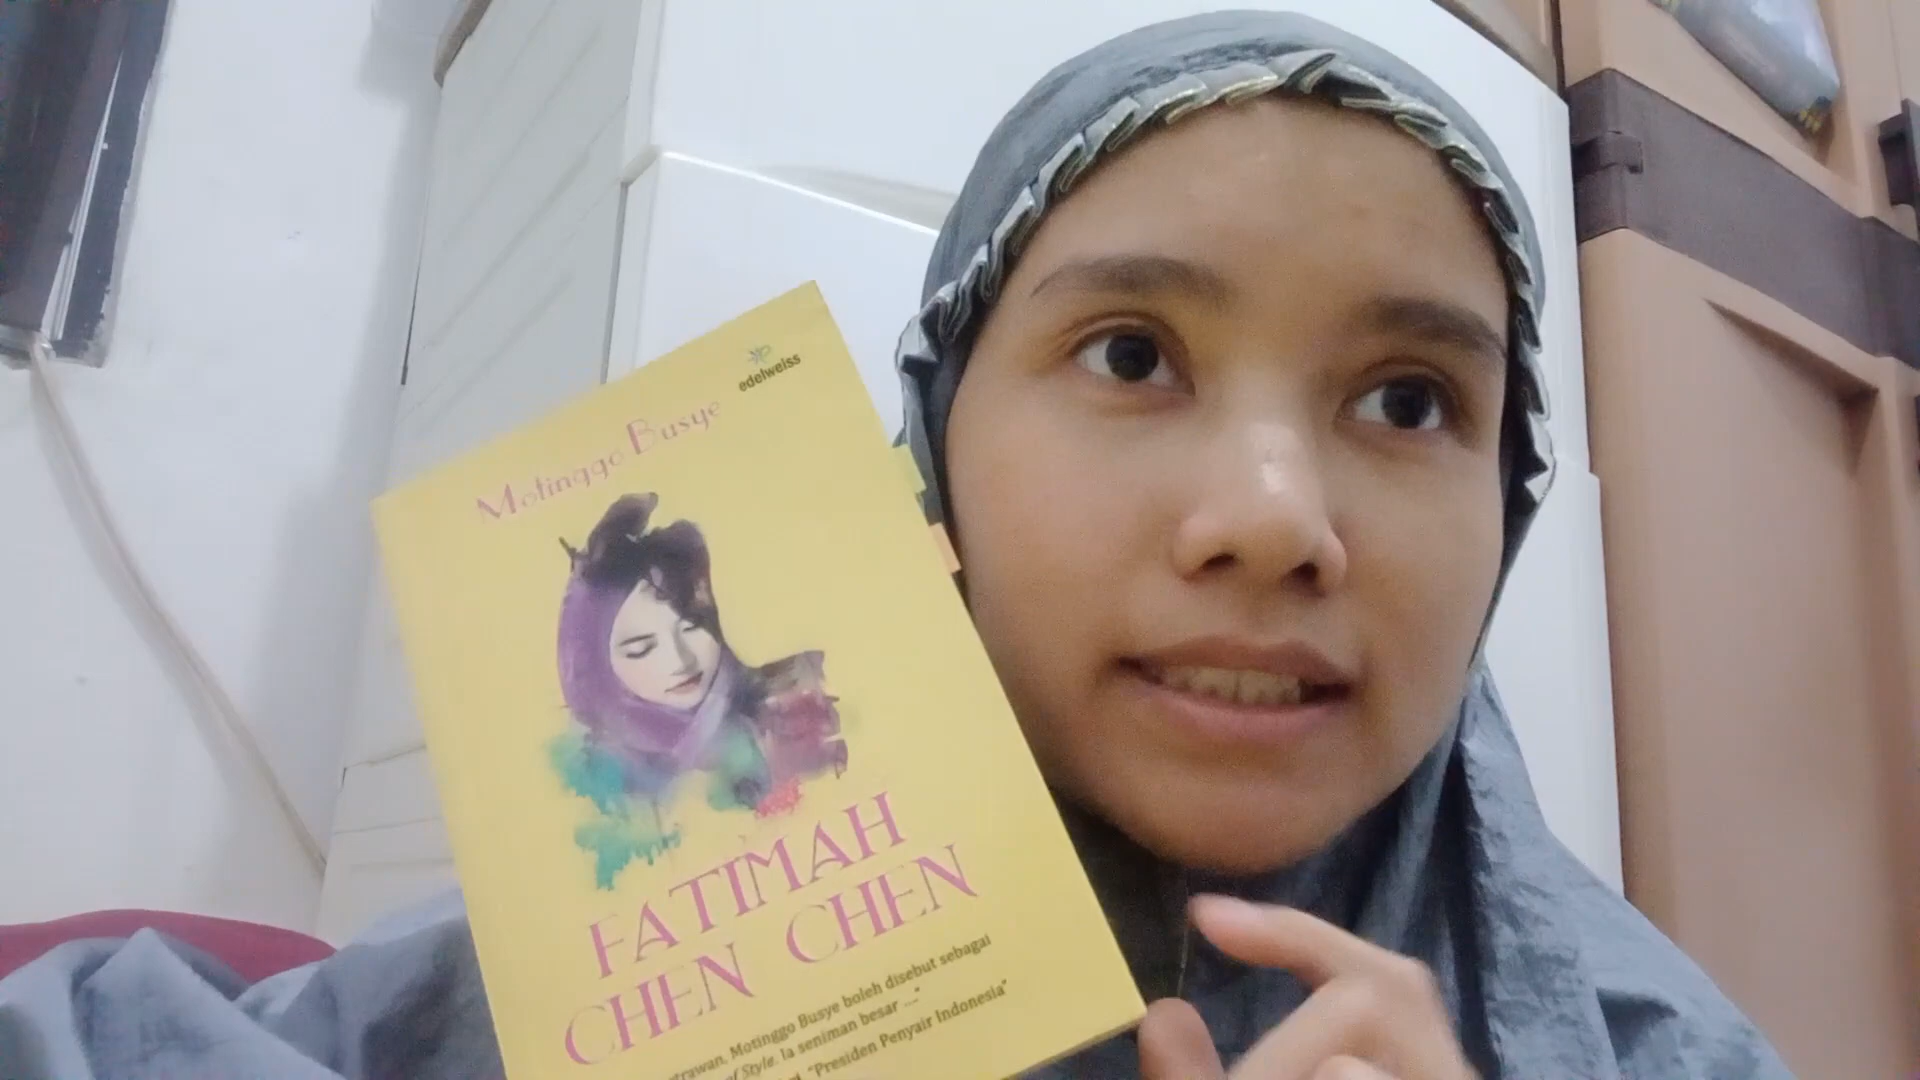 edelweiss
Motinggo Busye
FATIMAH
CHEN CHEN
Motinggo Busye boleh disebut sebagai
of Style. Ia seniman besar ..."
"Presiden Penyair Indonesia"